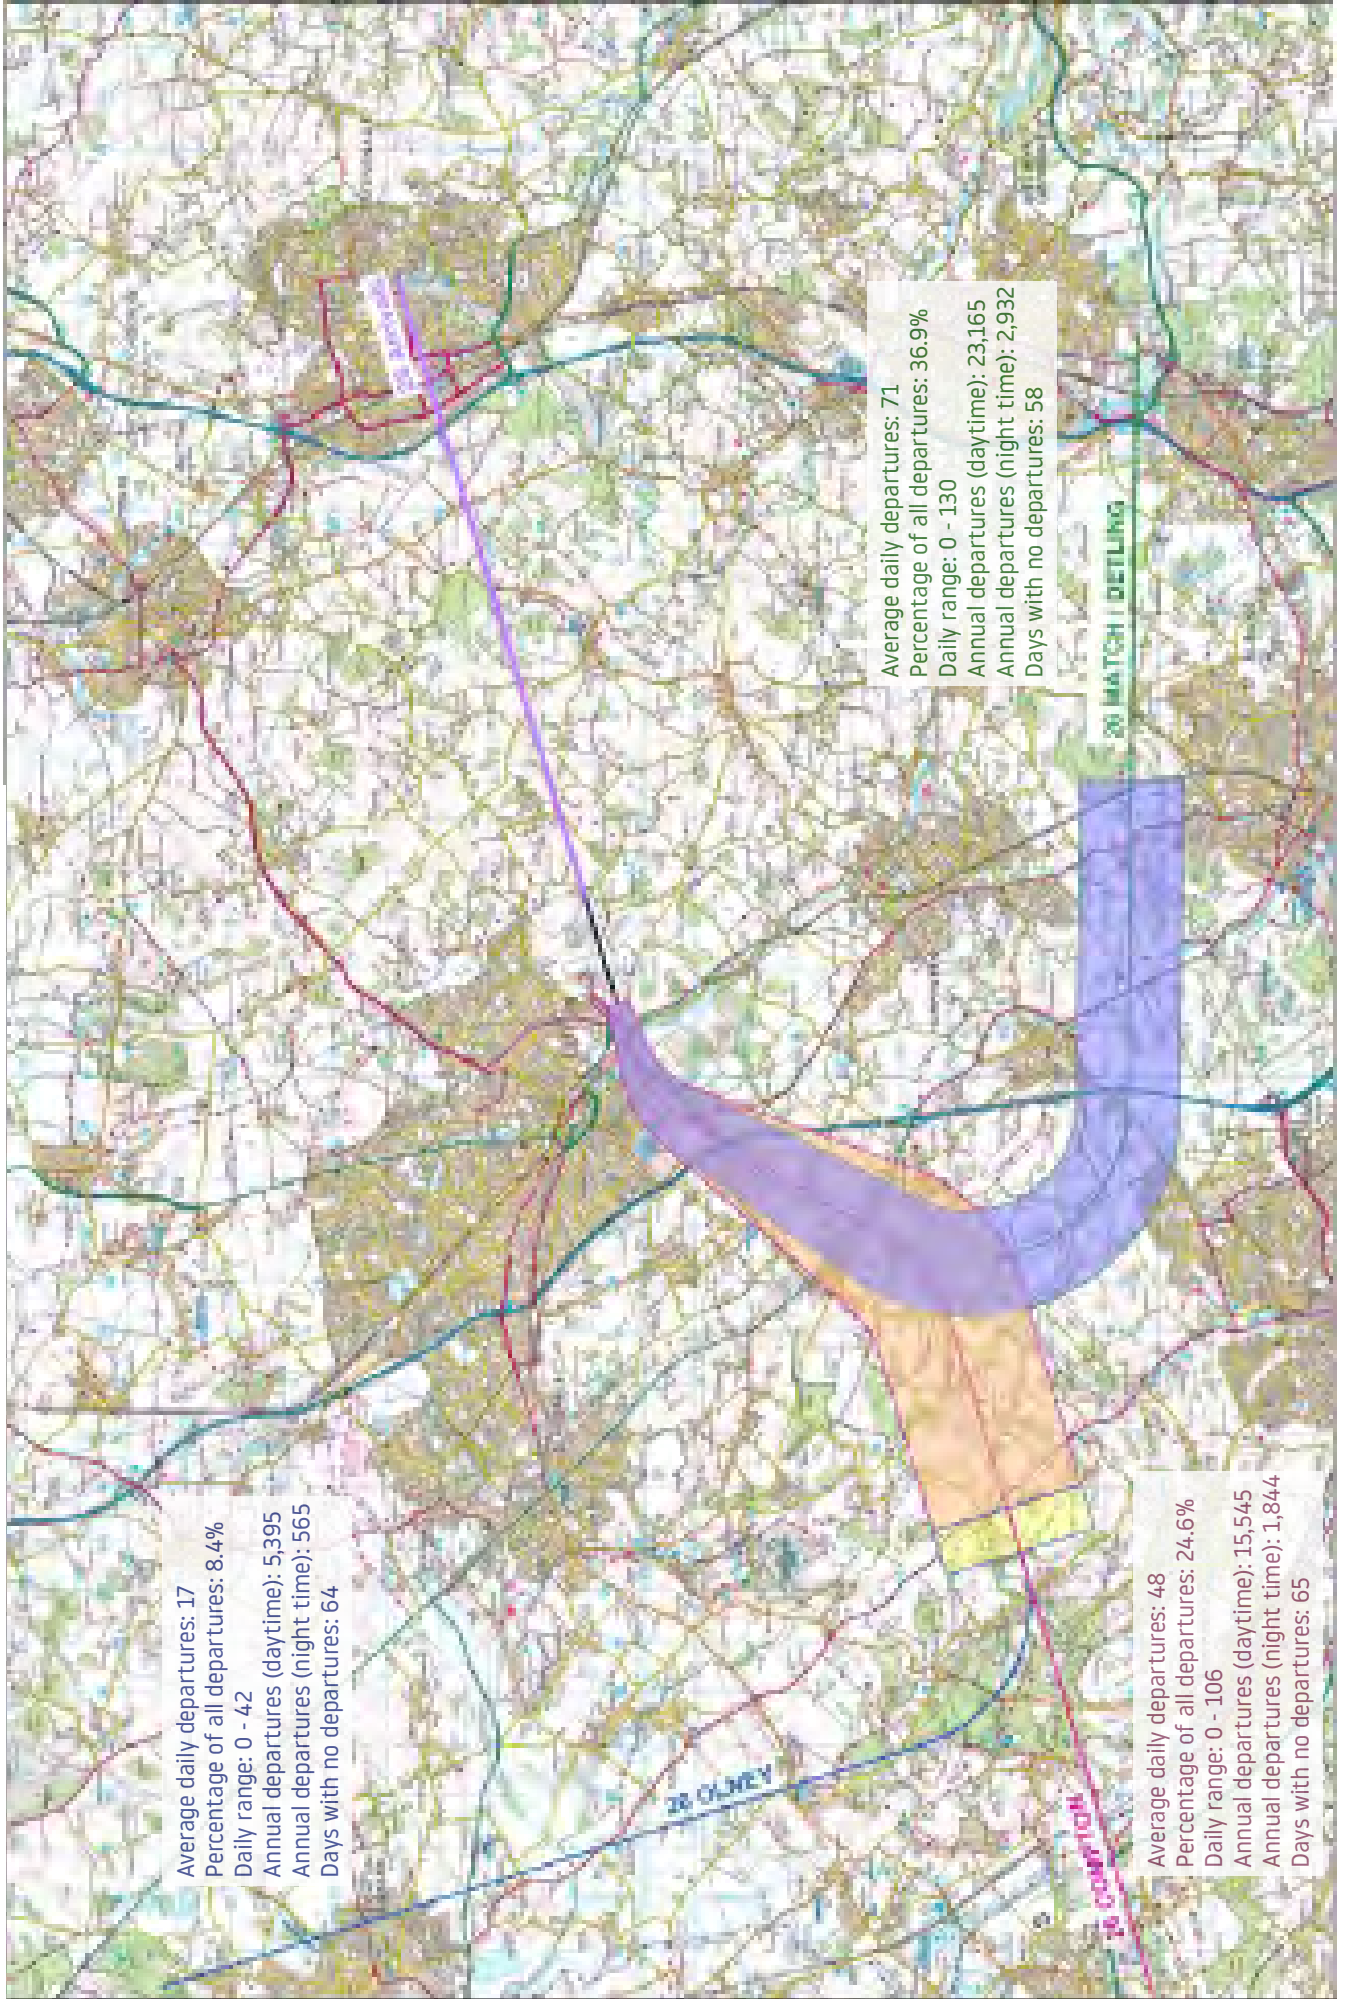 Average daily departures: 17
Percentage of all departures: 8.4%
Daily range: 0 - 42
Annual departures (daytime): 5,395
Annual departures (night time): 565
Days with no departures: 64
26 OLNEY
26 ARRIVALS
Average daily departures: 71
Percentage of all departures: 36.9%
Daily range: 0 - 130
Annual departures (daytime): 23,165
Annual departures (night time): 2,932
Days with no departures: 58
26 MATCH | DETLING
26 COMPTON
Average daily departures: 48
Percentage of all departures: 24.6%
Daily range: 0 - 106
Annual departures (daytime): 15,545
Annual departures (night time): 1,844
Days with no departures: 65